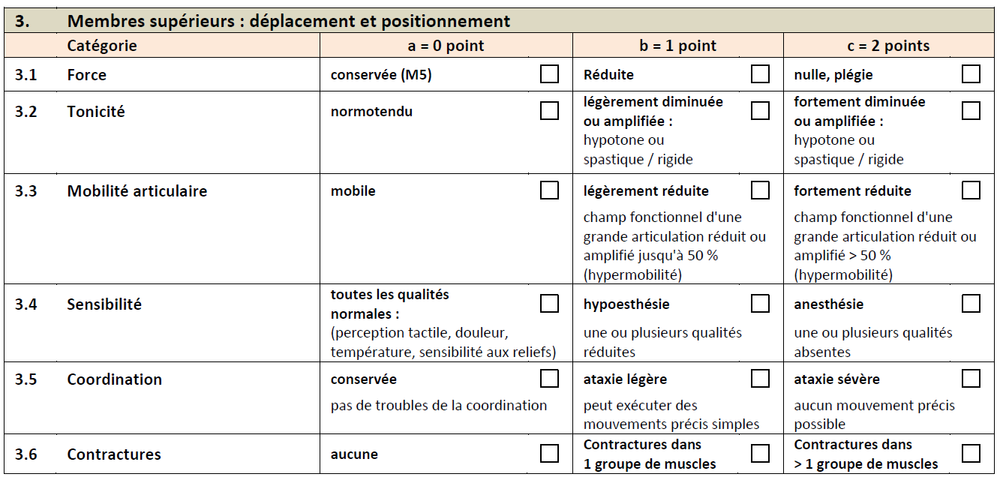 3. Membres supérieurs : déplacement et positionnement
Catégorie a = 0 point b = 1 point c = 2 points
3.1 Force conservée (M5) Réduite nulle, plégie
3.2 Tonicité normotendu légèrement diminuée ou amplifiée : fortement diminuée ou amplifiée :
hypotone ou spastique / rigide hypotone ou spastique / rigide
3.3 Mobilité articulaire mobile légèrement réduite fortement réduite
champ fonctionnel d'une grande articulation réduit ou amplifié jusqu'à 50 % (hypermobilité) champ fonctionnel d'une grande articulation réduit ou amplifié > 50 % (hypermobilité)
3.4 Sensibilité toutes les qualités normales : hypoesthésie anesthésie
(perception tactile, douleur, température, sensibilité aux reliefs) une ou plusieurs qualités réduites une ou plusieurs qualités absentes
3.5 Coordination conservée ataxie légère ataxie sévère
pas de troubles de la coordination peut exécuter des mouvements précis simples aucun mouvement précis possible
3.6 Contractures aucune Contractures dans 1 groupe de muscles Contractures dans > 1 groupe de muscles